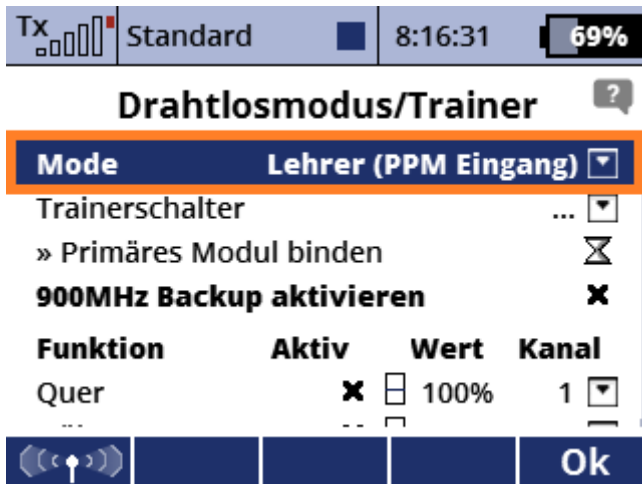 Tx Standard 8:16:31 69%
Drahtlosmodus/Trainer ?
Mode Lehrer (PPM Eingang)
Trainerschalter ...
» Primäres Modul binden
900MHz Backup aktivieren
Funktion Aktiv Wert Kanal
Quer 100% 1
Ok